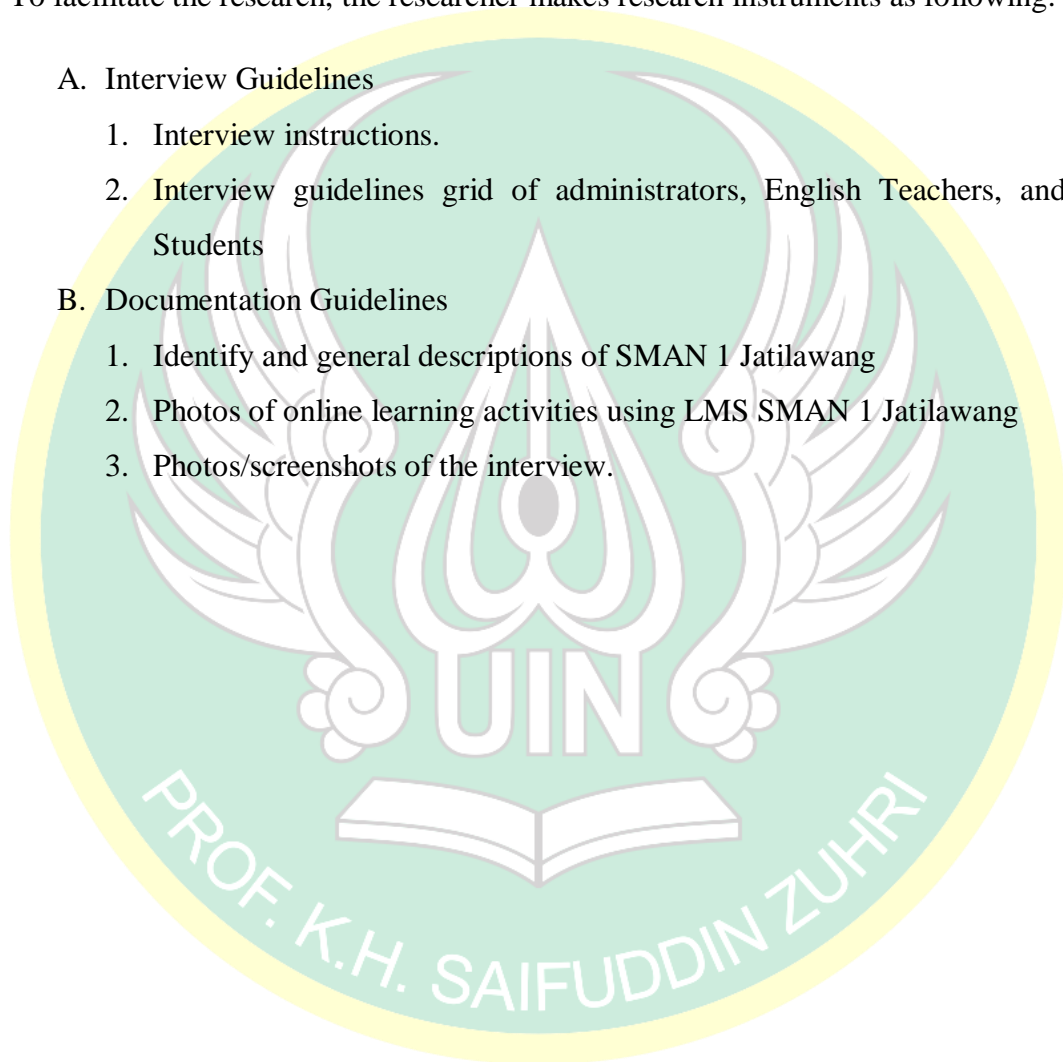 To facilitate the research, the researcher makes research instruments as following:
A. Interview Guidelines
1. Interview instructions.
2. Interview guidelines grid of administrators, English Teachers, and
Students
B. Documentation Guidelines
1. Identify and general descriptions of SMAN 1 Jatilawang
2. Photos of online learning activities using LMS SMAN 1 Jatilawang
3. Photos/screenshots of the interview.
UIN
PROF. K.H. SAIFUDDIN ZUHRI